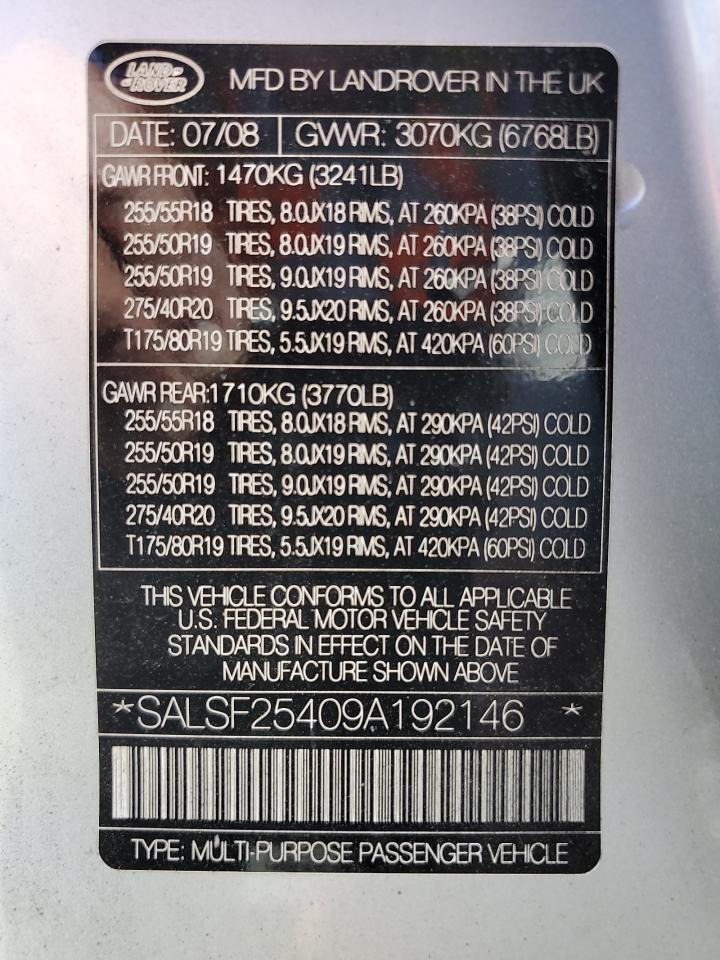 LAND-
-ROVER
MFD BY LANDROVER IN THE UK
DATE: 07/08 GVWR: 3070KG (6768LB)
GAWR FRONT: 1470KG (3241LB)
255/55R18 TIRES, 8.0JX18 RIMS, AT 260KPA (38PSI) COLD
255/50R19 TIRES, 8.0JX19 RIMS, AT 260KPA (38PSI) COLD
255/50R19 TIRES, 9.0JX19 RIMS, AT 260KPA (38PSI) COLD
275/40R20 TIRES, 9.5JX20 RIMS, AT 260KPA (38PSI) COLD
T175/80R19 TIRES, 5.5JX19 RIMS, AT 420KPA (60PSI) COLD
GAWR REAR:1710KG (3770LB)
255/55R18 TIRES, 8.0JX18 RIMS, AT 290KPA (42PSI) COLD
255/50R19 TIRES, 8.0JX19 RIMS, AT 290KPA (42PSI) COLD
255/50R19 TIRES, 9.0JX19 RIMS, AT 290KPA (42PSI) COLD
275/40R20 TIRES, 9.5JX20 RIMS, AT 290KPA (42PSI) COLD
T175/80R19 TIRES, 5.5JX19 RIMS, AT 420KPA (60PSI) COLD
THIS VEHICLE CONFORMS TO ALL APPLICABLE
U.S. FEDERAL MOTOR VEHICLE SAFETY
STANDARDS IN EFFECT ON THE DATE OF
MANUFACTURE SHOWN ABOVE
*SALSF25409A192146 *
TYPE: MULTI-PURPOSE PASSENGER VEHICLE